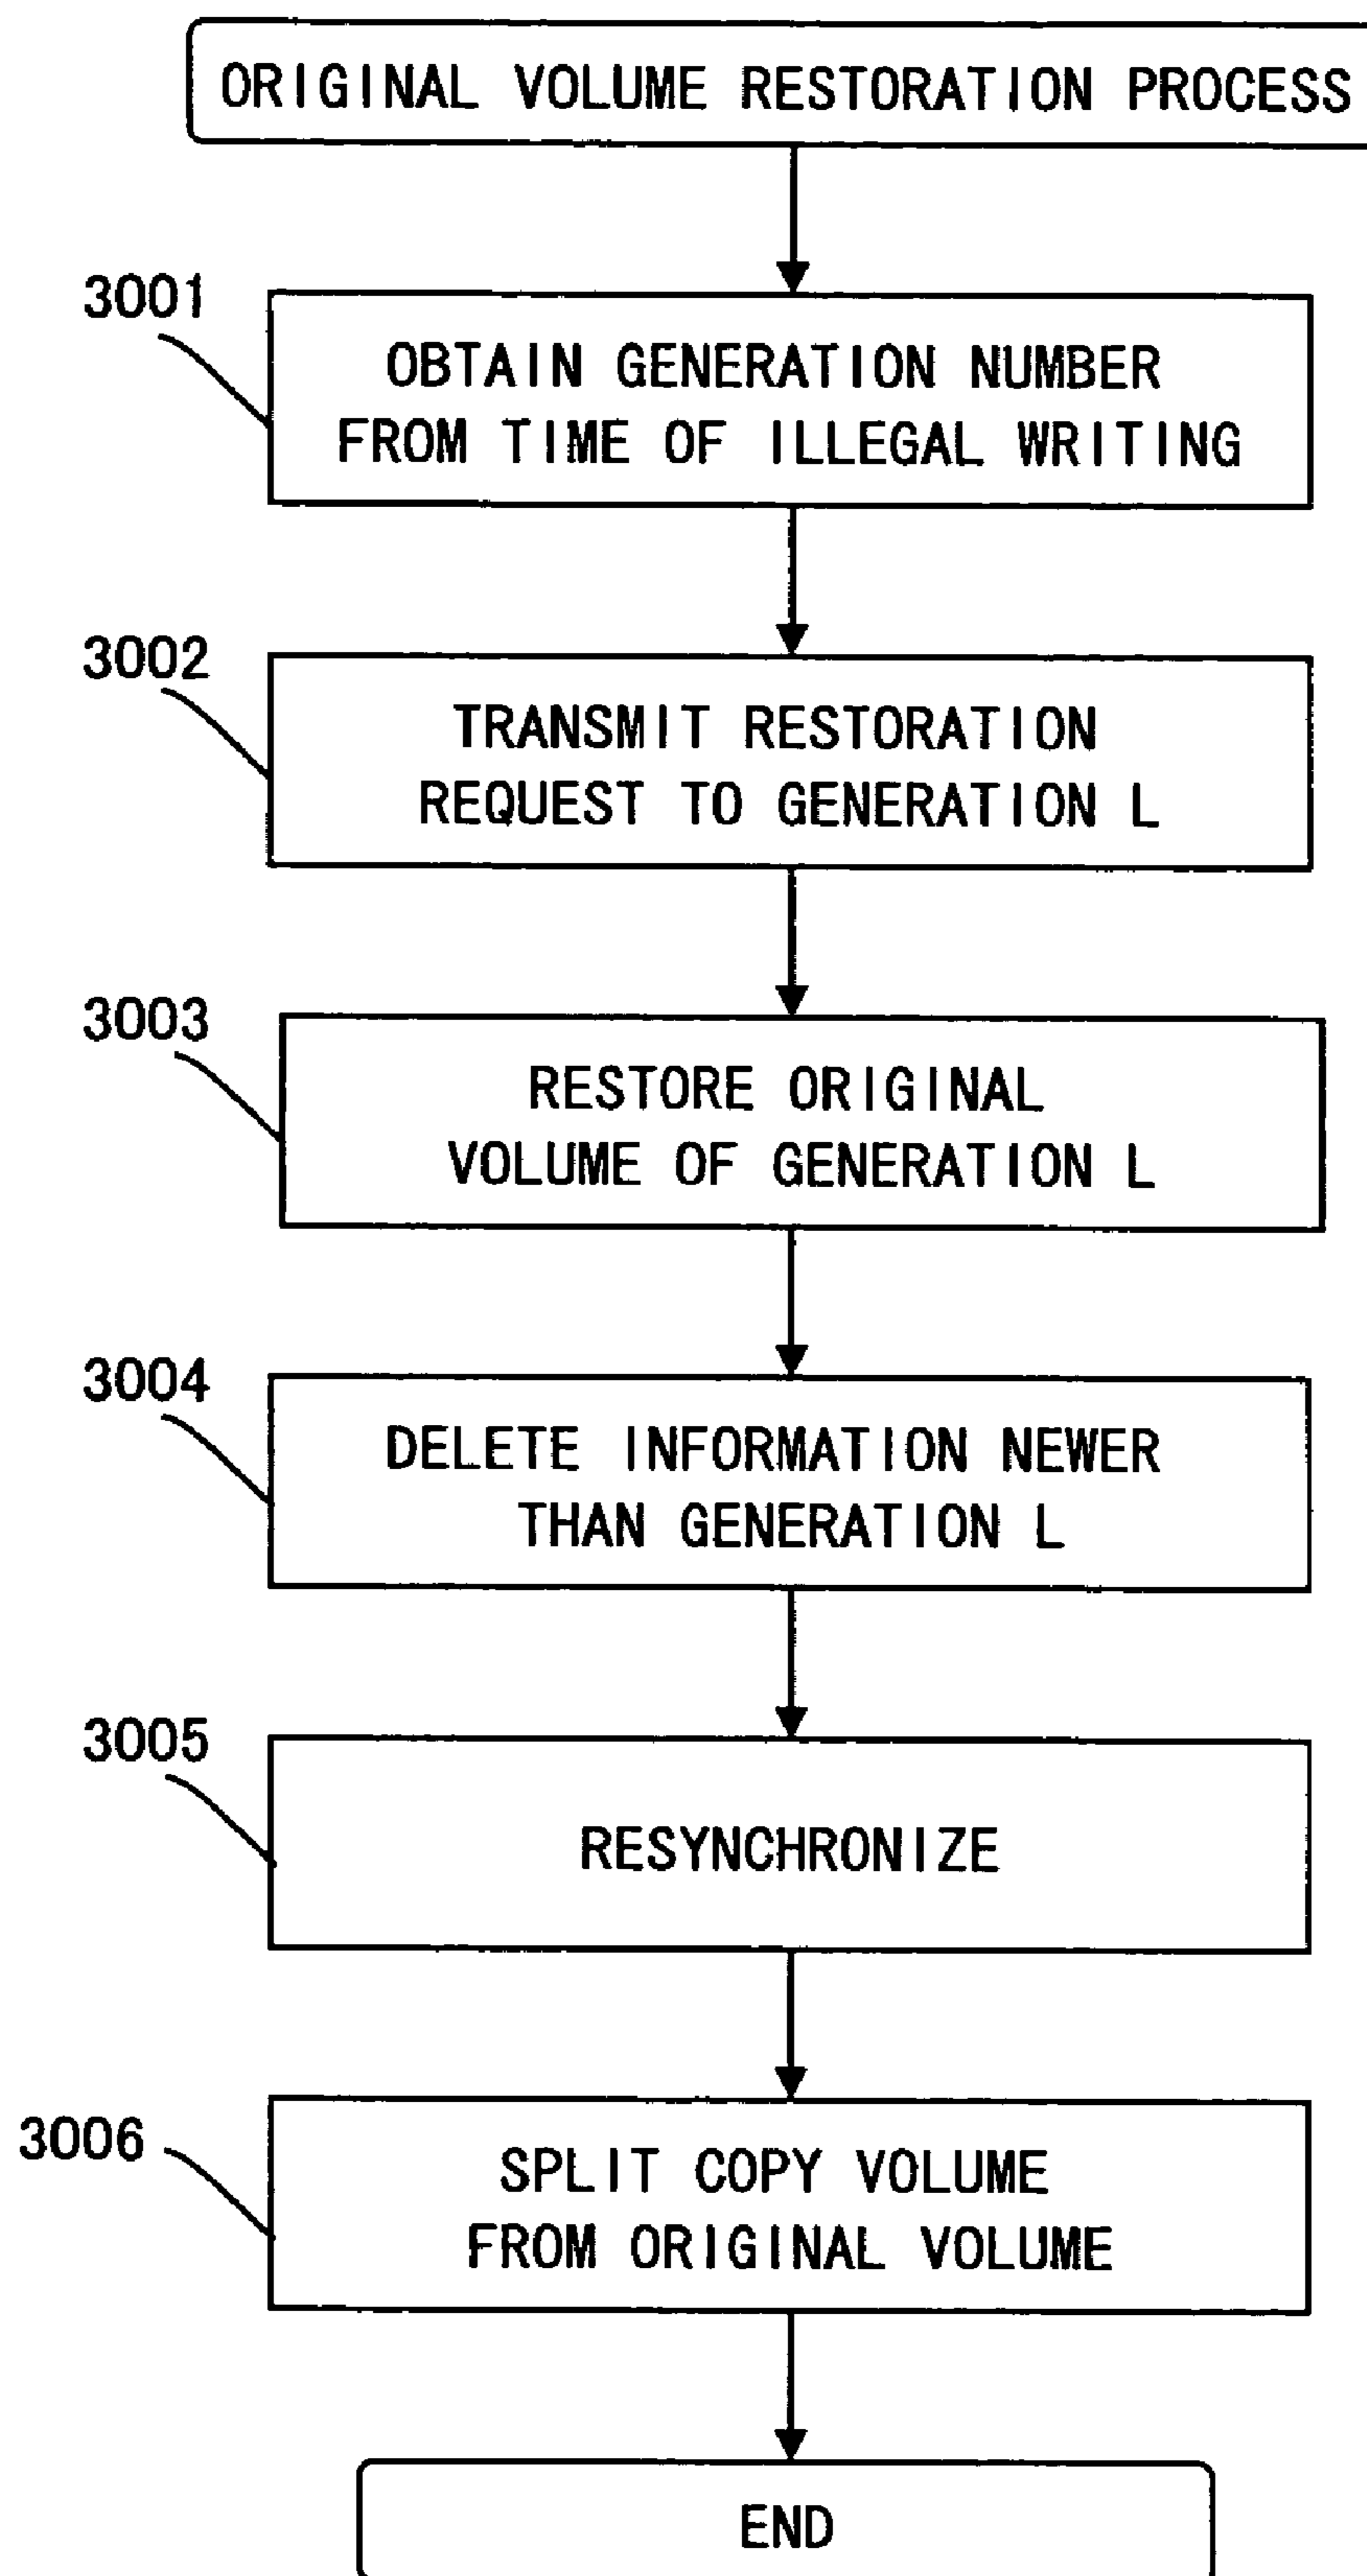 ORIGINAL VOLUME RESTORATION PROCESS
3001
OBTAIN GENERATION NUMBER
FROM TIME OF ILLEGAL WRITING
3002
TRANSMIT RESTORATION
REQUEST TO GENERATION L
3003
RESTORE ORIGINAL
VOLUME OF GENERATION L
3004
DELETE INFORMATION NEWER
THAN GENERATION L
3005
RESYNCHRONIZE
3006
SPLIT COPY VOLUME
FROM ORIGINAL VOLUME
END